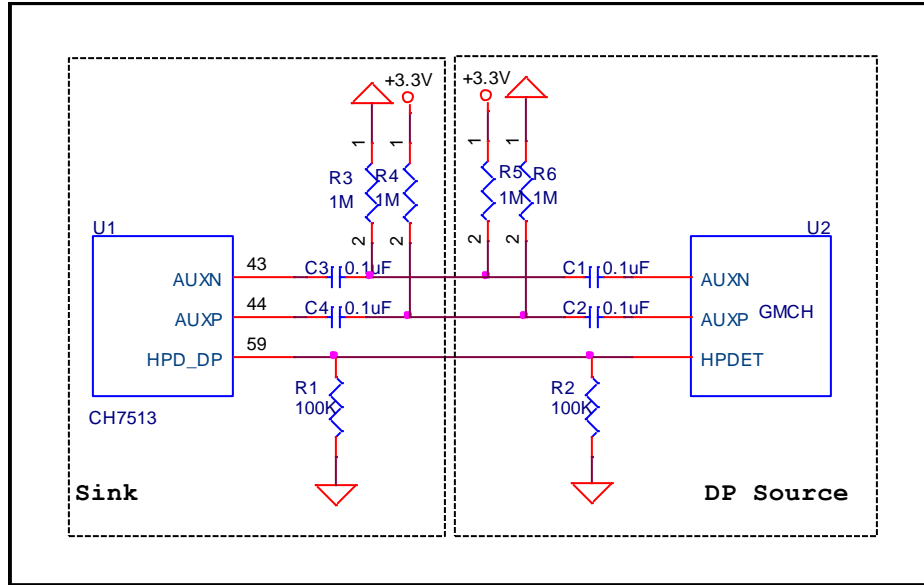 +3.3V +3.3V
1 1 1 1
R3 R4 R5 R6
1M 1M 1M 1M
2 2 2 2
U1 U2
43 C3 0.1uF C1 0.1uF
AUXN AUXN
44 C4 0.1uF C2 0.1uF
AUXP AUXP GMCH
59
HPD_DP HPDET
R1 R2
100K 100K
CH7513
Sink DP Source